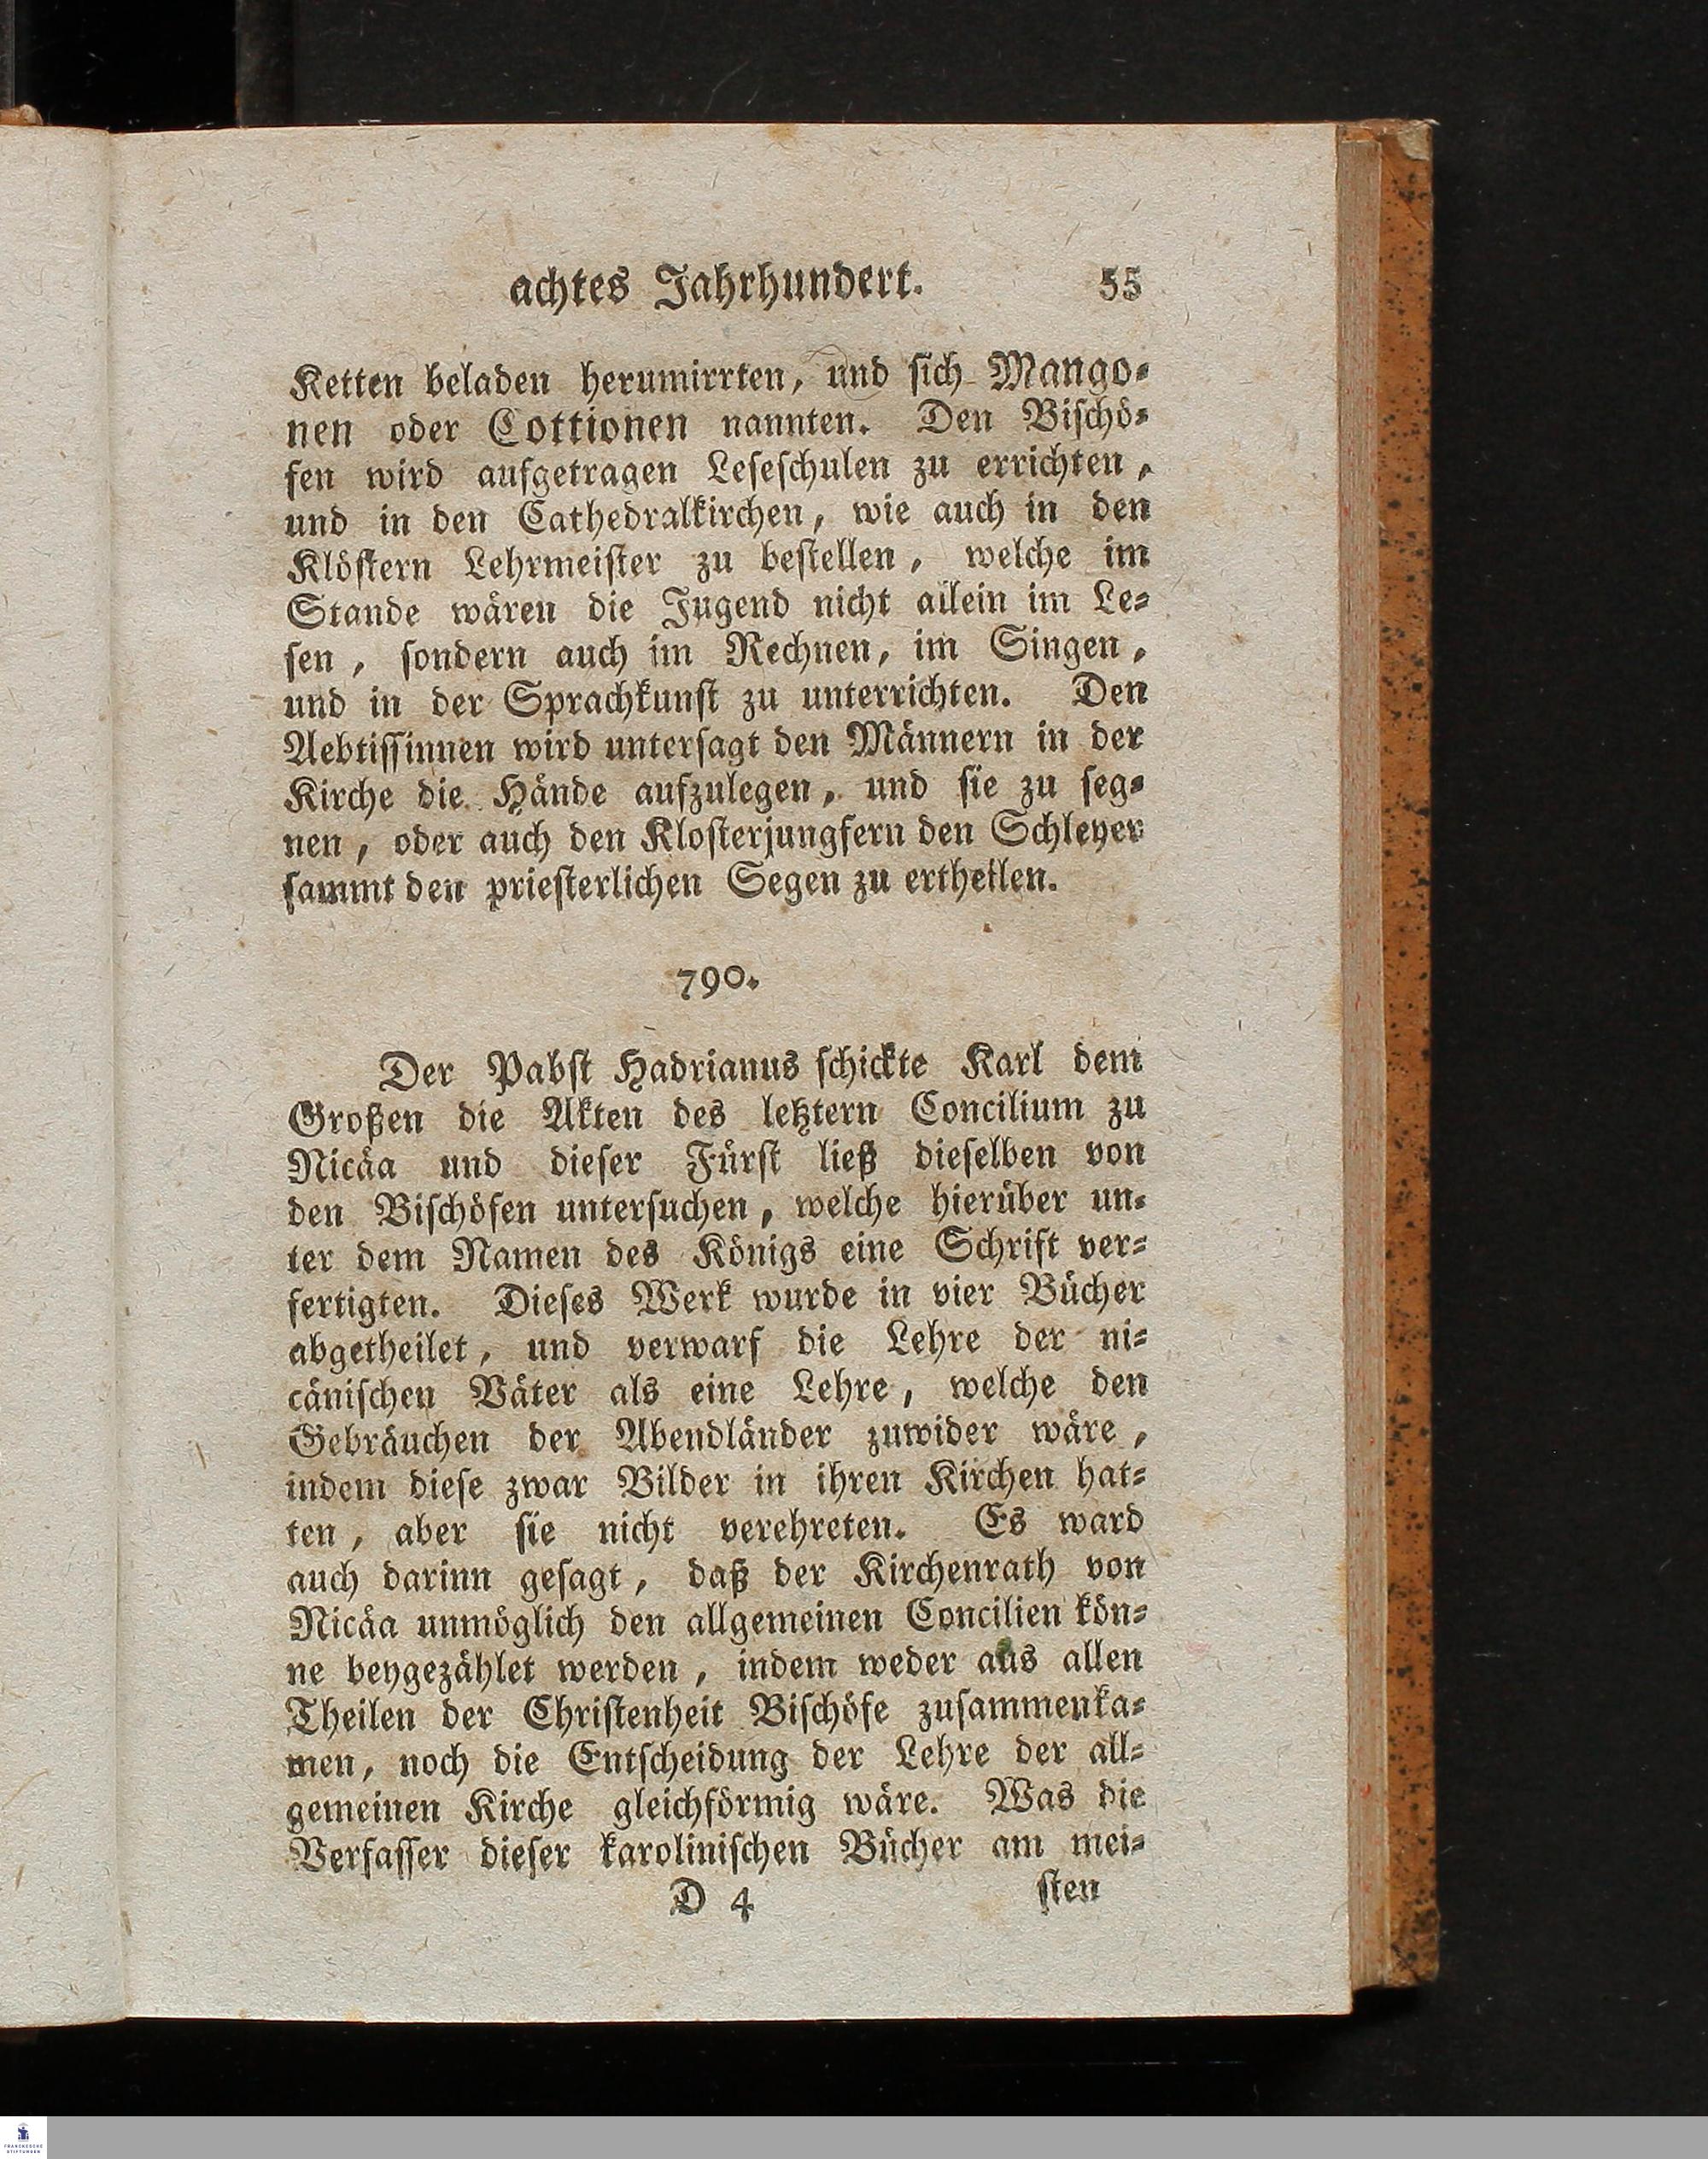 achtes Jahrhundert. 55
Ketten beladen herumirrten, und sich Mango⸗
nen oder Cottionen nannten. Den Bischö⸗
fen wird aufgetragen Leseschulen zu errichten,
und in den Cathedralkirchen, wie auch in den
Klöstern Lehrmeister zu bestellen, welche im
Stande wären die Jugend nicht allein im Le⸗
sen, sondern auch im Rechnen, im Singen,
und in der Sprachkunst zu unterrichten. Den
Aebtissinnen wird untersagt den Männern in der
Kirche die Hände aufzulegen, und sie zu seg⸗
nen, oder auch den Klosterjungfern den Schleyer
sammt den priesterlichen Segen zu ertheilen.
790.
Der Pabst Hadrianus schickte Karl dem
Großen die Akten des letztern Concilium zu
Nicäa und dieser Fürst ließ dieselben von
den Bischöfen untersuchen, welche hierüber un⸗
ter dem Namen des Königs eine Schrift ver⸗
fertigten. Dieses Werk wurde in vier Bücher
abgetheilet, und verwarf die Lehre der ni⸗
cänischen Väter als eine Lehre, welche den
Gebräuchen der Abendländer zuwider wäre,
indem diese zwar Bilder in ihren Kirchen hat⸗
ten, aber sie nicht verehreten. Es ward
auch darinn gesagt, daß der Kirchenrath von
Nicäa unmöglich den allgemeinen Concilien kön⸗
ne beygezählet werden, indem weder aus allen
Theilen der Christenheit Bischöfe zusammenka⸗
men, noch die Entscheidung der Lehre der all⸗
gemeinen Kirche gleichförmig wäre. Was die
Verfasser dieser karolinischen Bücher am mei⸗
D 4 sten
FRANCKESCHE
STIFTUNGEN